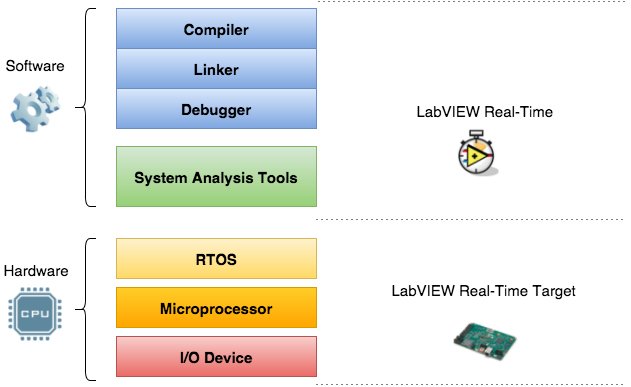 Software
Compiler
Linker
Debugger
System Analysis Tools
LabVIEW Real-Time
Hardware
CPU
RTOS
Microprocessor
I/O Device
LabVIEW Real-Time Target